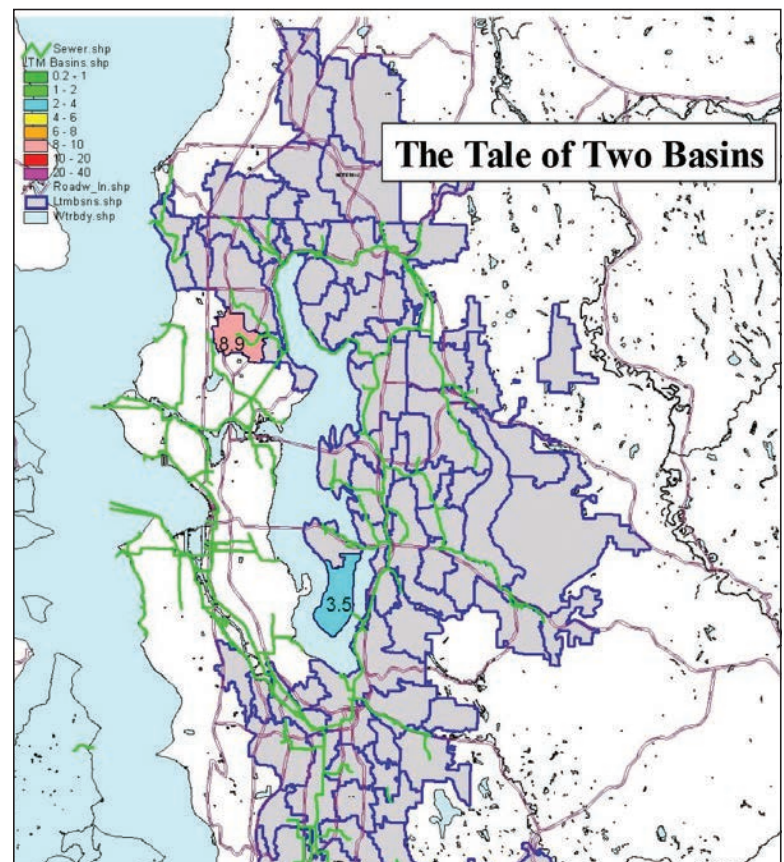 Sewer.shp
LTM Basins.shp
0.2 - 1
1 - 2
2 - 4
4 - 6
6 - 8
8 - 10
10 - 20
20 - 40
Roadw_ln.shp
Ltmbsns.shp
Wtrbdy.shp
The Tale of Two Basins
8.9
3.5